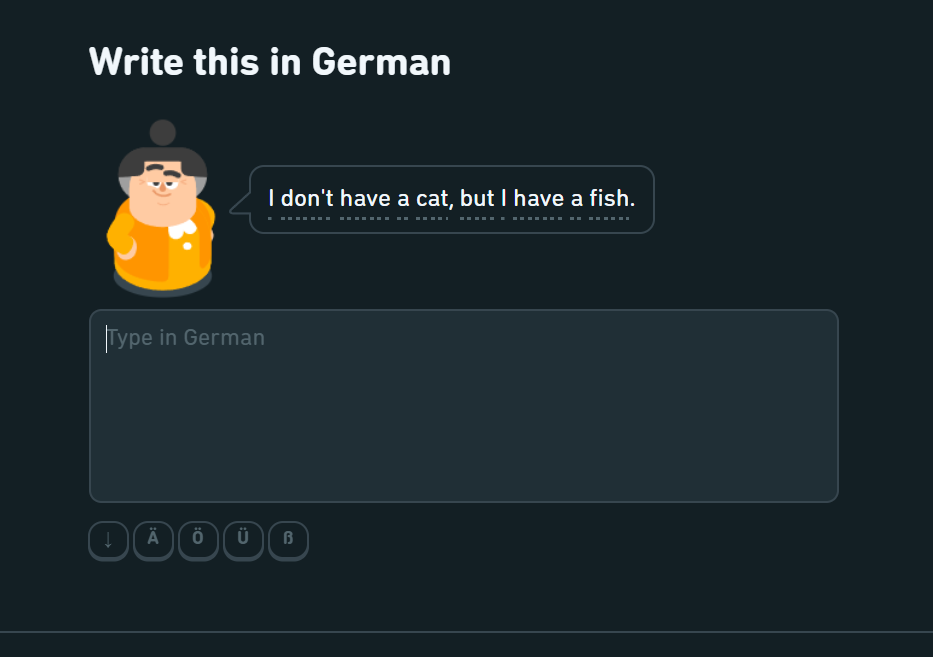 Write this in German
I don't have a cat, but I have a fish.
Type in German
↓ Ä Ö Ü ß